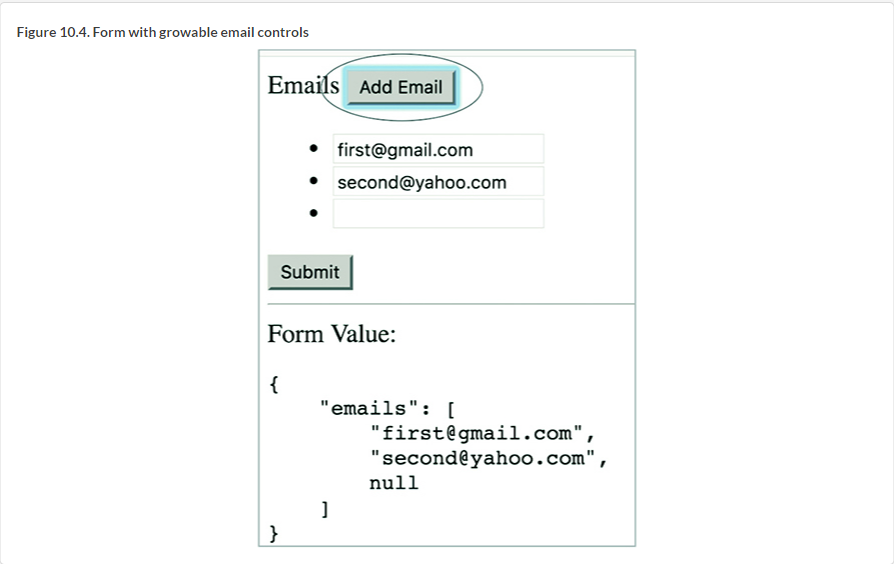 Figure 10.4. Form with growable email controls
Emails Add Email
first@gmail.com
second@yahoo.com
Submit
Form Value:
{
"emails": [
"first@gmail.com",
"second@yahoo.com",
null
]
}